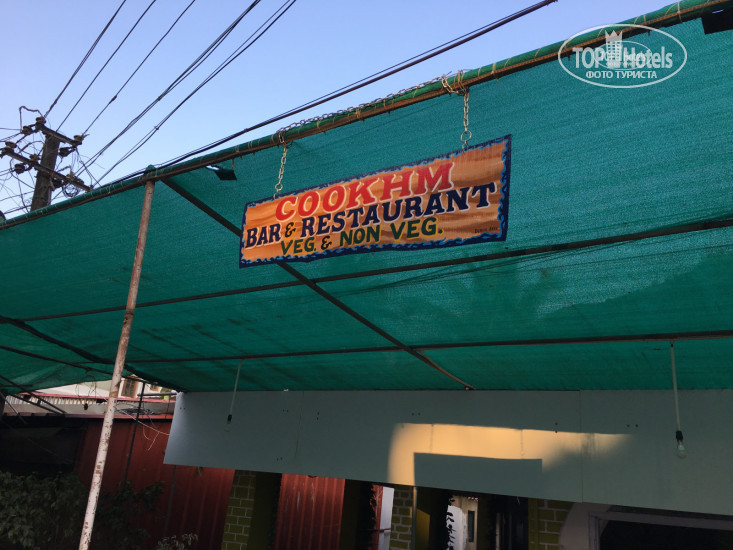 TOP Hotels
ФОТО ТУРИСТА
COOKHM
BAR & RESTAURANT
VEG. & NON VEG.